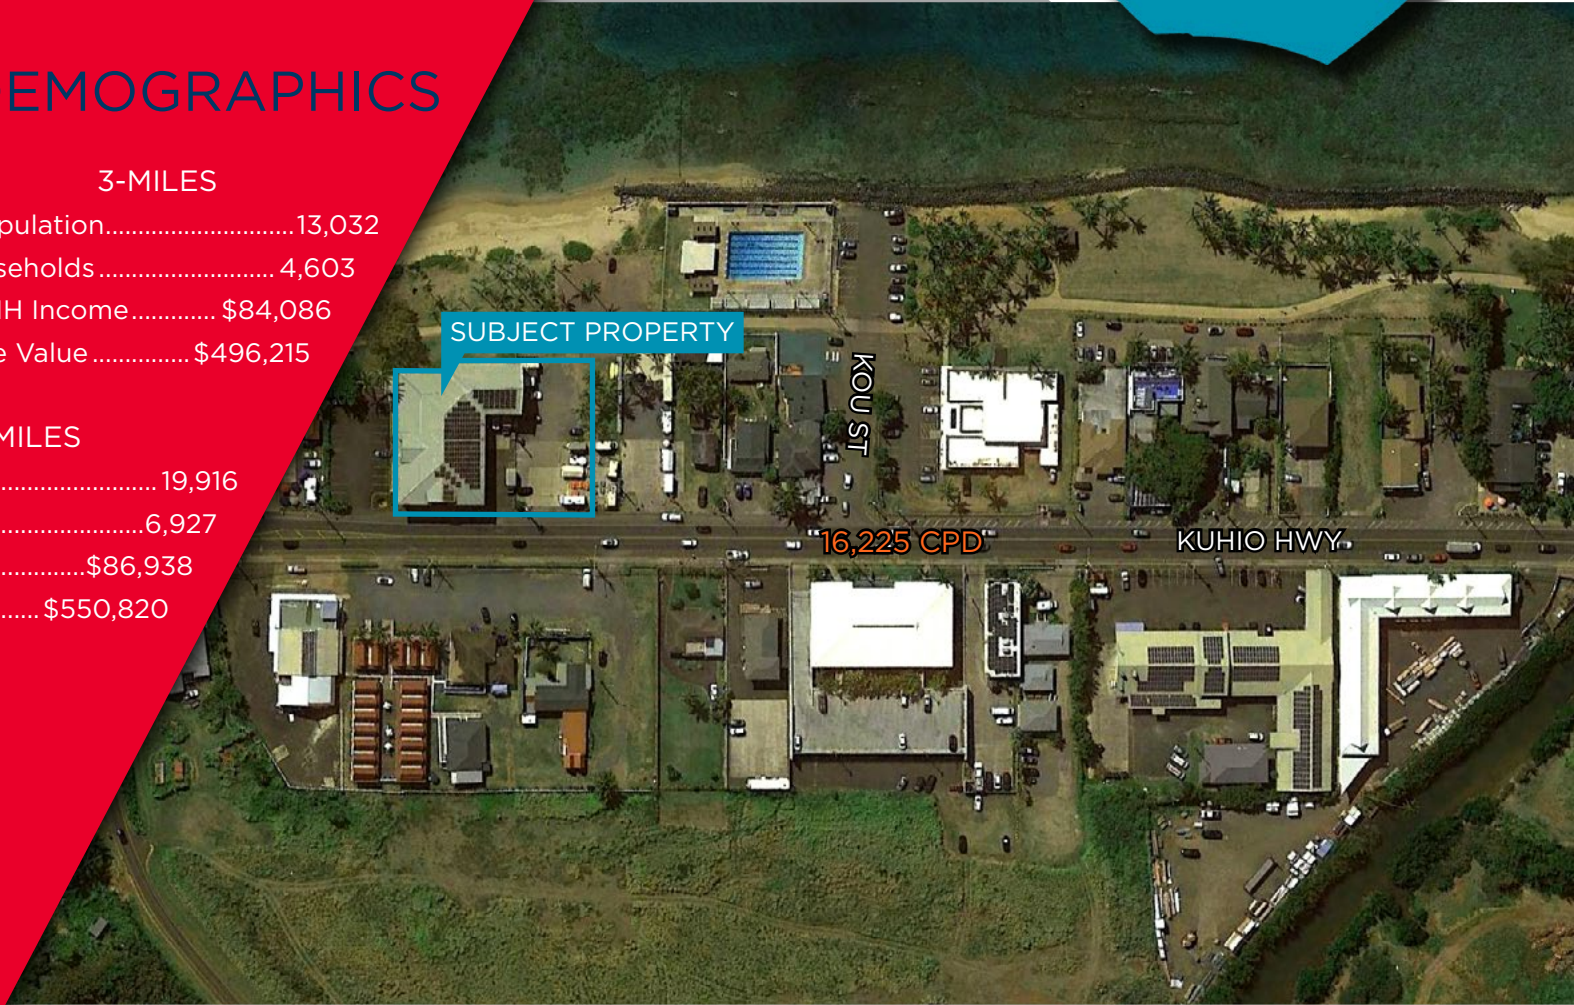 EMOGRAPHICS
3-MILES
pulation............................13,032
seholds.......................... 4,603
HH Income............. $84,086
e Value ............... $496,215
MILES
........................ 19,916
......................6,927
.............$86,938
...... $550,820
SUBJECT PROPERTY
KOU ST
16,225 CPD
KUHIO HWY